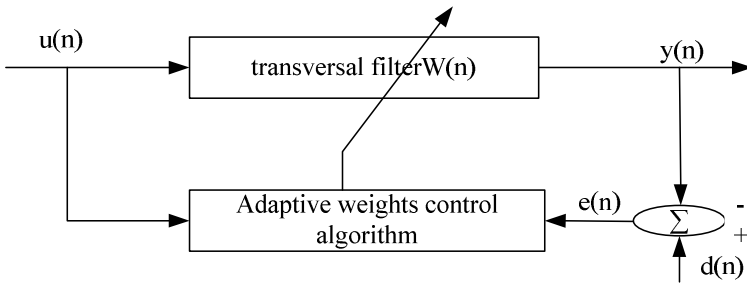 u(n)
transversal filterW(n)
y(n)
Adaptive weights control
algorithm
e(n)
Σ
-
+
d(n)